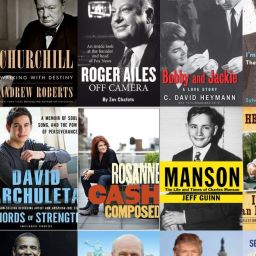 CHURCHILL
WALKING WITH DESTINY
ANDREW ROBERTS
An inside look
at the founder and
head of Fox News
ROGER AILES
OFF CAMERA
By Zev Chafets
Bobby and Jackie
A LOVE STORY
C. DAVID HEYMANN
A MEMOIR OF SOUL,
SONG, AND THE POWER
OF PERSEVERANCE
DAVID
ARCHULETA
CHORDS OF STRENGTH
ROSANNE
CASH
COMPOSED
MANSON
The Life and Times of Charles Manson
JEFF GUINN